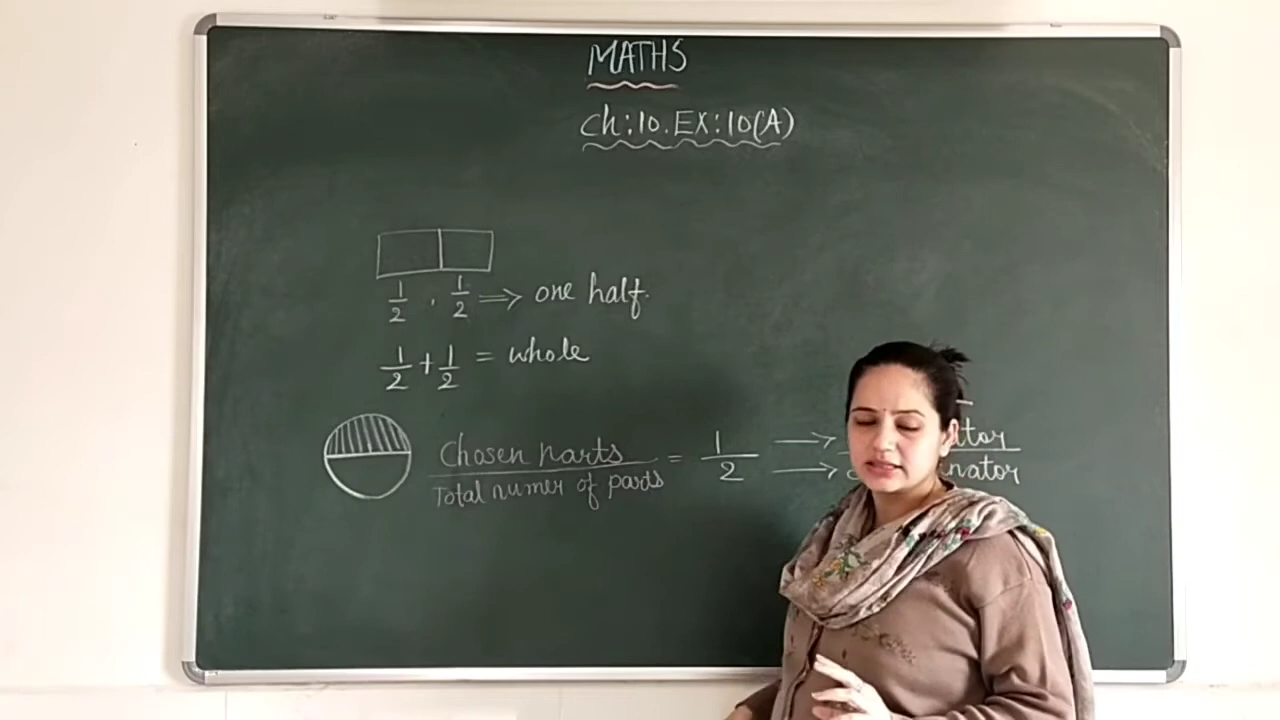 MATHS
Ch:10.EX:10(A)
1/2 , 1/2 ⇒ one half.
1/2 + 1/2 = whole
Chosen parts / Total numer of parts = 1/2 → →